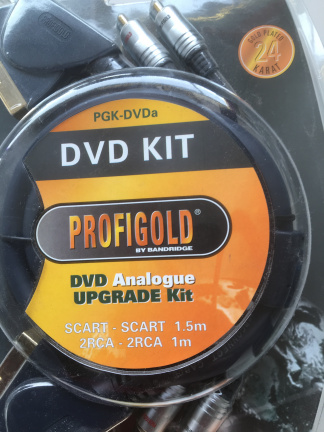 GOLD PLATED
24
KARAT
PGK-DVDa
DVD KIT
PROFIGOLD®
BY BANDRIDGE
DVD Analogue
UPGRADE Kit
SCART - SCART 1.5m
2RCA - 2RCA 1m